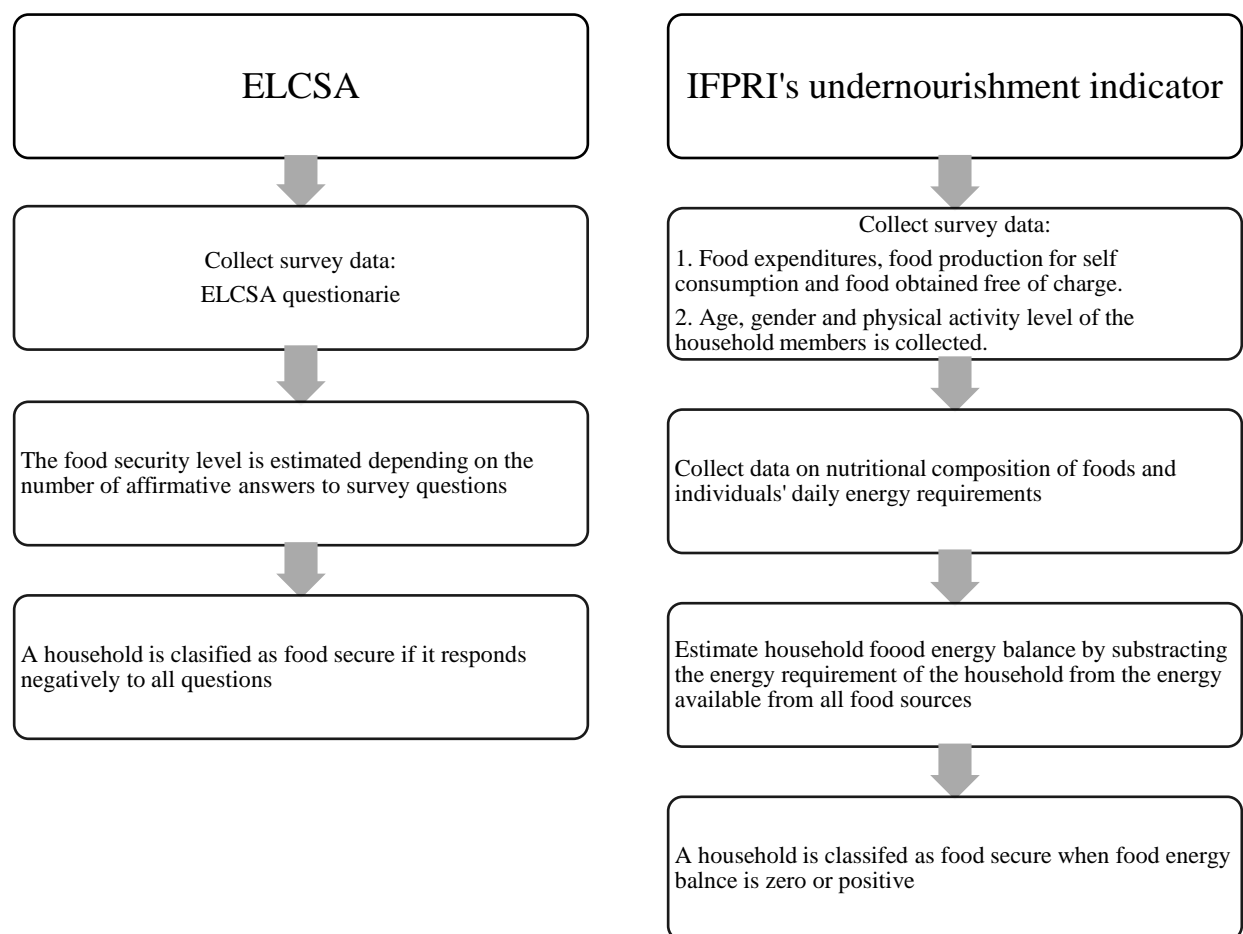 ELCSA
Collect survey data:
ELCSA questionarie
The food security level is estimated depending on the
number of affirmative answers to survey questions
A household is clasified as food secure if it responds
negatively to all questions
IFPRI's undernourishment indicator
Collect survey data:
1. Food expenditures, food production for self
consumption and food obtained free of charge.
2. Age, gender and physical activity level of the
household members is collected.
Collect data on nutritional composition of foods and
individuals' daily energy requirements
Estimate household foood energy balance by substracting
the energy requirement of the household from the energy
available from all food sources
A household is classifed as food secure when food energy
balnce is zero or positive